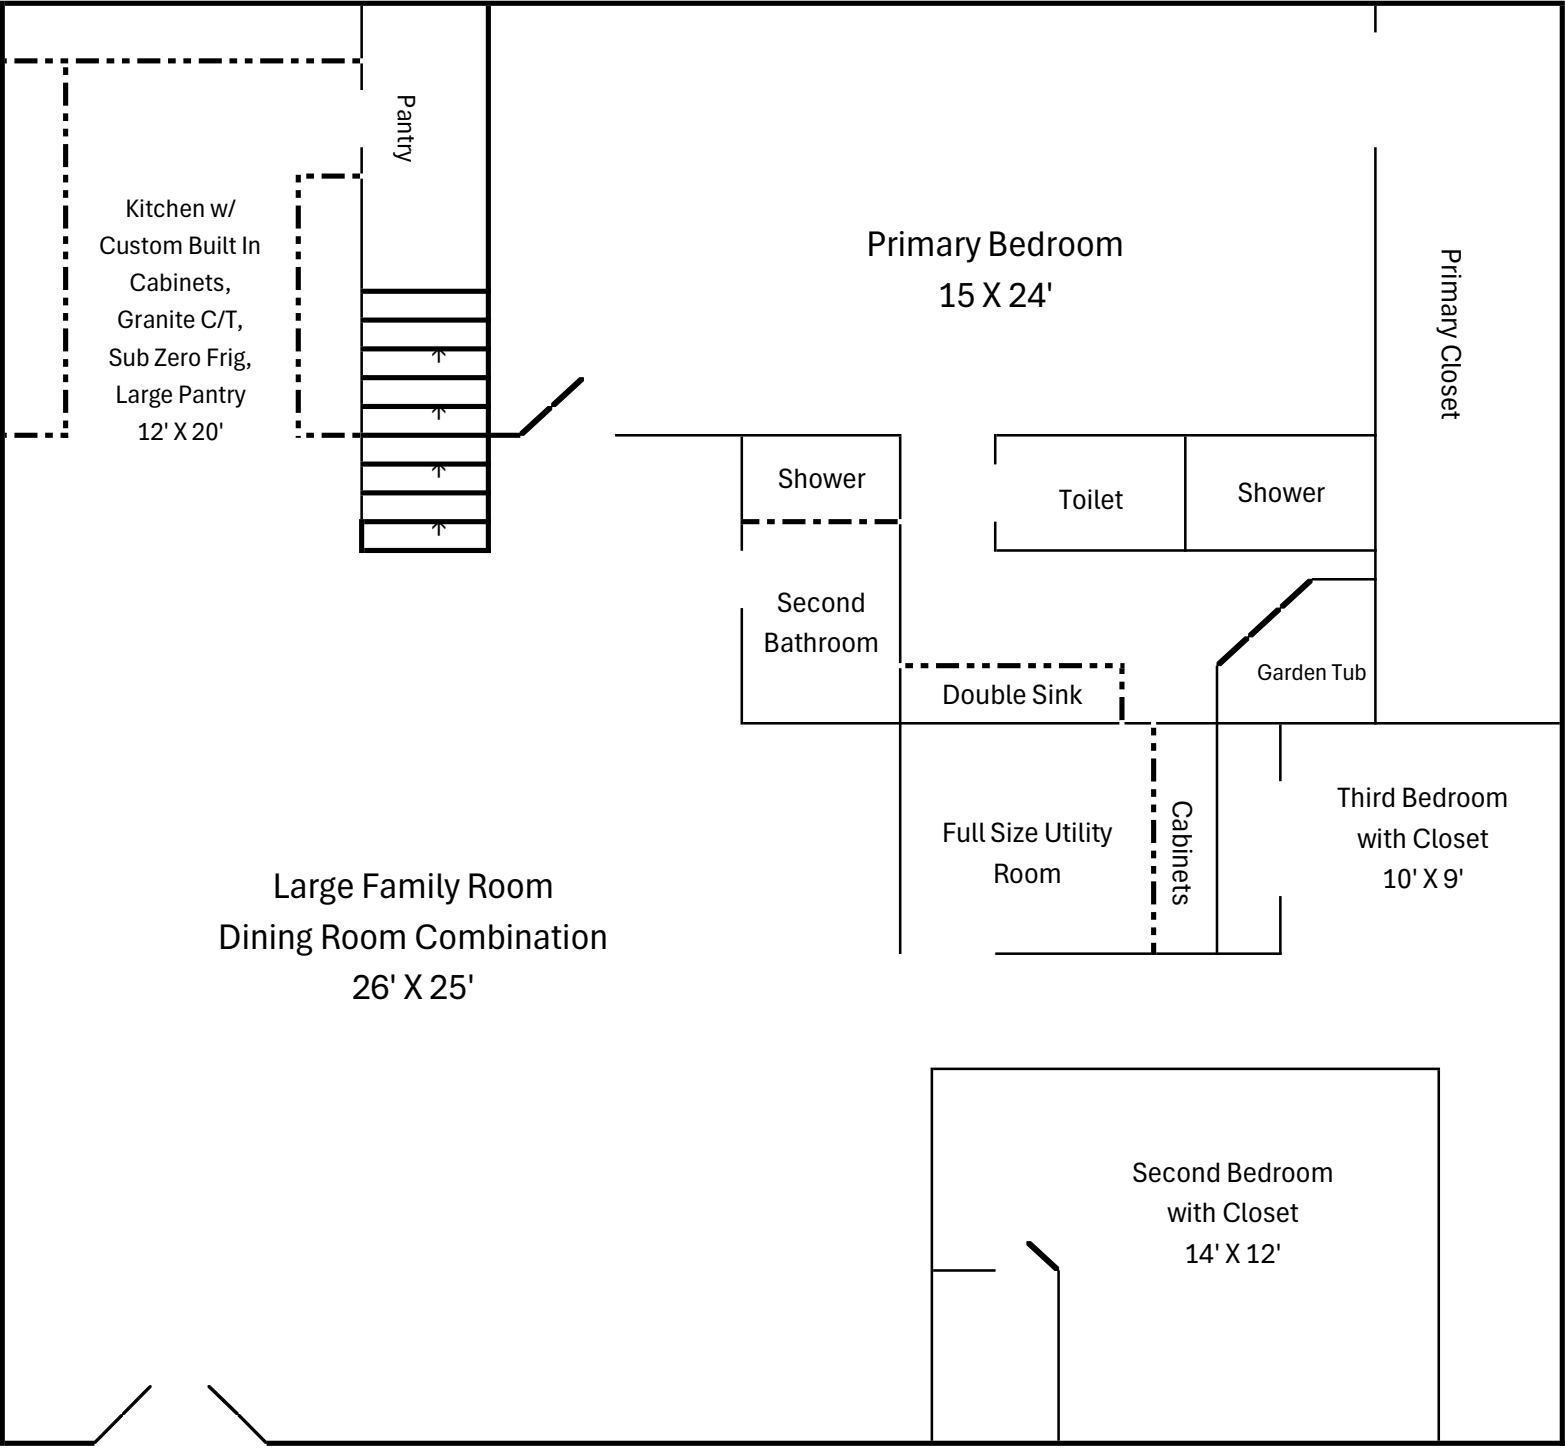 Pantry
Kitchen w/
Custom Built In
Cabinets,
Granite C/T,
Sub Zero Frig,
Large Pantry
12' X 20'
Primary Bedroom
15 X 24'
Primary Closet
Shower
Toilet
Shower
Second
Bathroom
Double Sink
Garden Tub
Full Size Utility
Room
Cabinets
Third Bedroom
with Closet
10' X 9'
Large Family Room
Dining Room Combination
26' X 25'
Second Bedroom
with Closet
14' X 12'